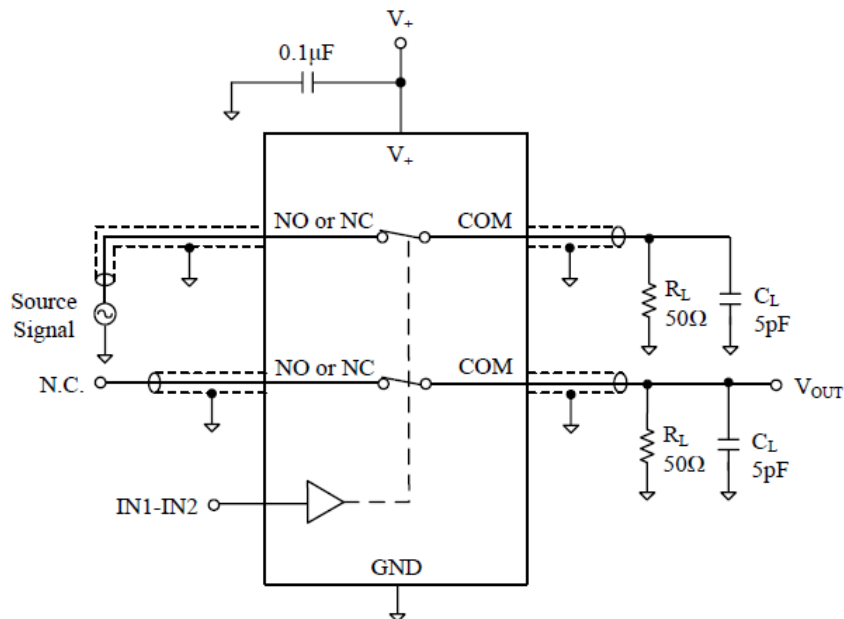 V+
0.1µF
V+
NO or NC
COM
Source
Signal
RL
50Ω
CL
5pF
N.C.
NO or NC
COM
VOUT
RL
50Ω
CL
5pF
IN1-IN2
GND